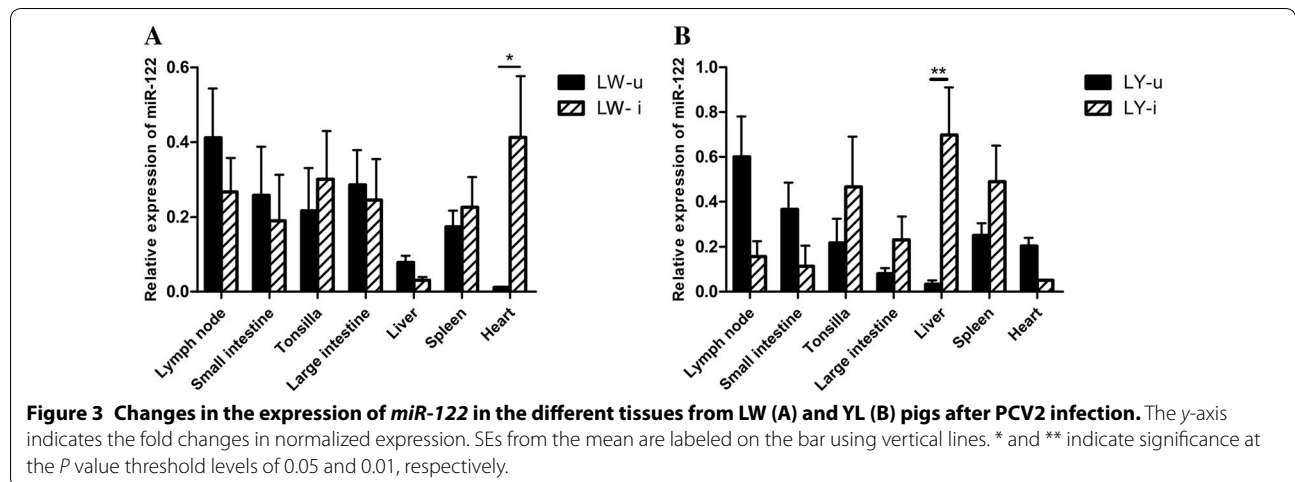 A
Relative expression of miR-122
0.6
0.4
0.2
0.0
*
LW-u
LW- i
Lymph node
Small intestine
Tonsilla
Large intestine
Liver
Spleen
Heart
B
Relative expression of miR-122
1.0
0.8
0.6
0.4
0.2
0.0
**
LY-u
LY-i
Lymph node
Small intestine
Tonsilla
Large intestine
Liver
Spleen
Heart
Figure 3 Changes in the expression of miR-122 in the different tissues from LW (A) and YL (B) pigs after PCV2 infection. The y-axis
indicates the fold changes in normalized expression. SEs from the mean are labeled on the bar using vertical lines. * and ** indicate significance at
the P value threshold levels of 0.05 and 0.01, respectively.